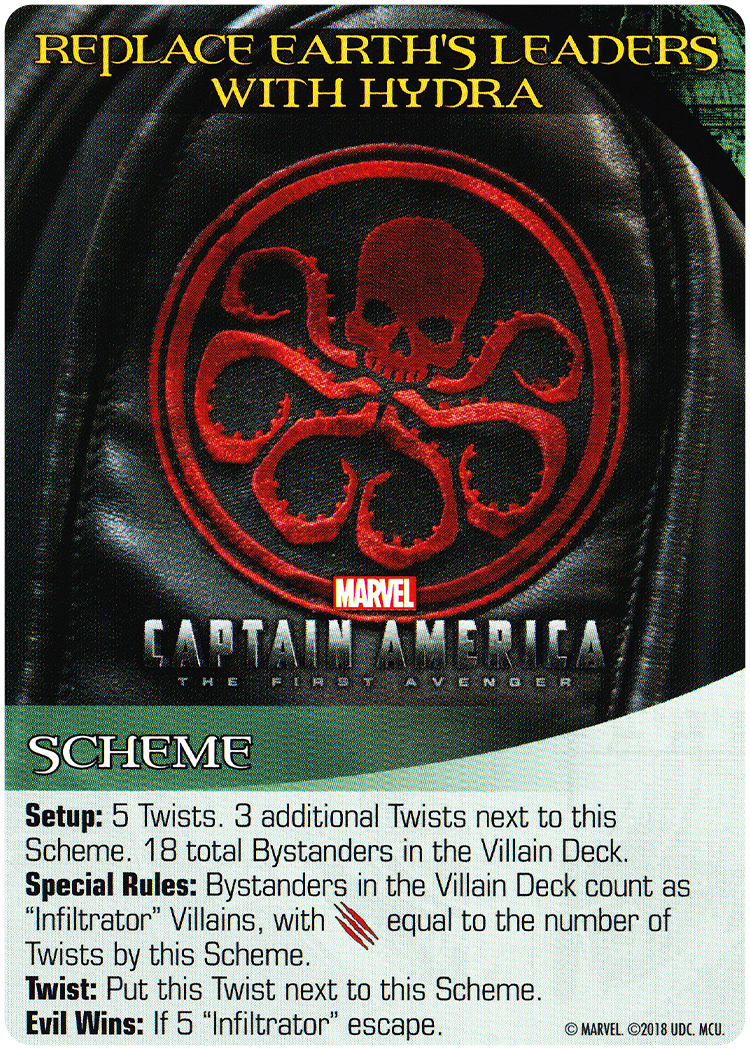 REPLACE EARTH'S LEADERS
WITH HYDRA
MARVEL
CAPTAIN AMERICA
THE FIRST AVENGER
SCHEME
Setup: 5 Twists. 3 additional Twists next to this
Scheme. 18 total Bystanders in the Villain Deck.
Special Rules: Bystanders in the Villain Deck count as
“Infiltrator” Villains, with equal to the number of
Twists by this Scheme.
Twist: Put this Twist next to this Scheme.
Evil Wins: If 5 “Infiltrator” escape.
© MARVEL. ©2018 UDC. MCU.